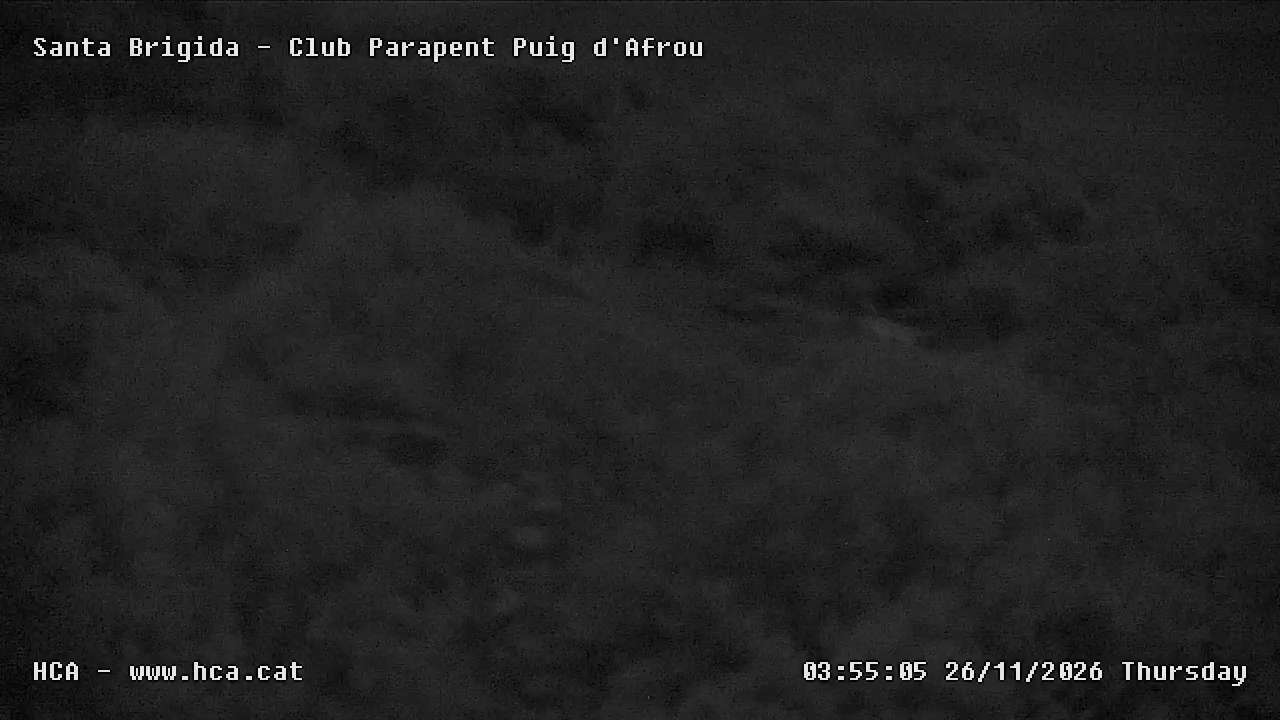 Santa Brigida - Club Parapent Puig d'Afrou
HCA - www.hca.cat
03:55:05 26/11/2026 Thursday